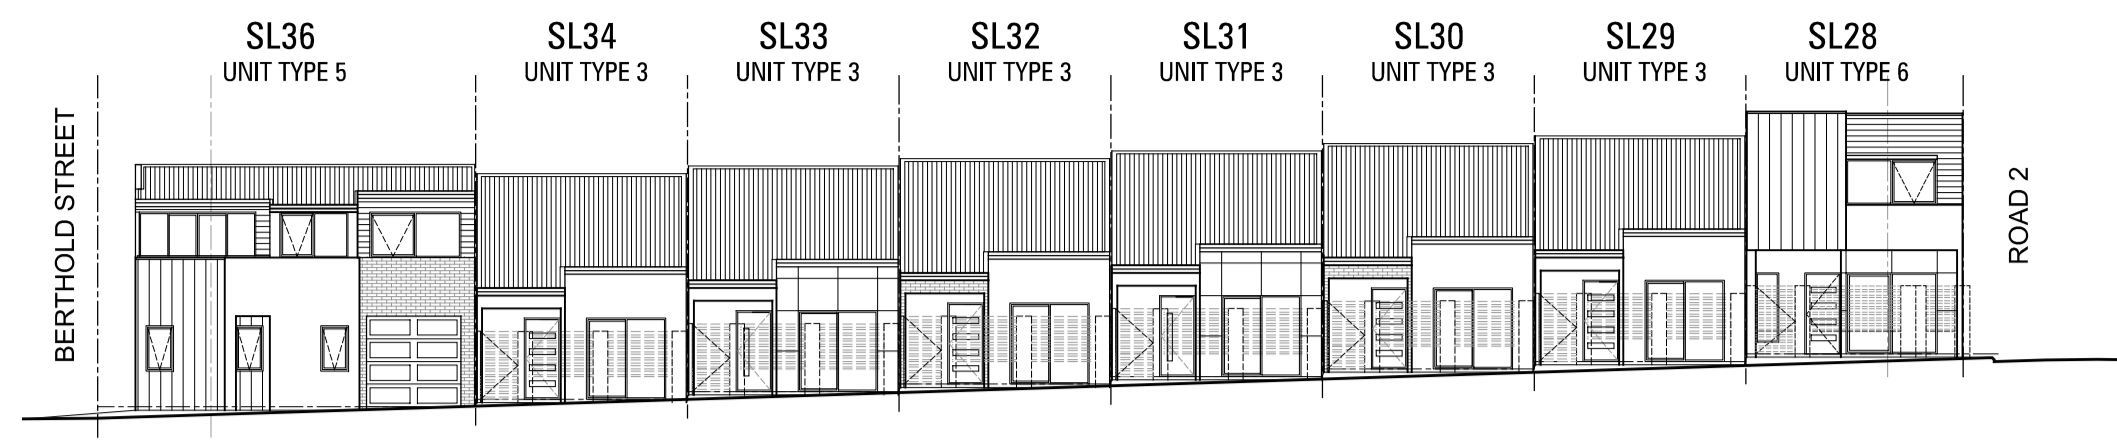 SL36
UNIT TYPE 5
SL34
UNIT TYPE 3
SL33
UNIT TYPE 3
SL32
UNIT TYPE 3
SL31
UNIT TYPE 3
SL30
UNIT TYPE 3
SL29
UNIT TYPE 3
SL28
UNIT TYPE 6
BERTHOLD STREET
ROAD 2